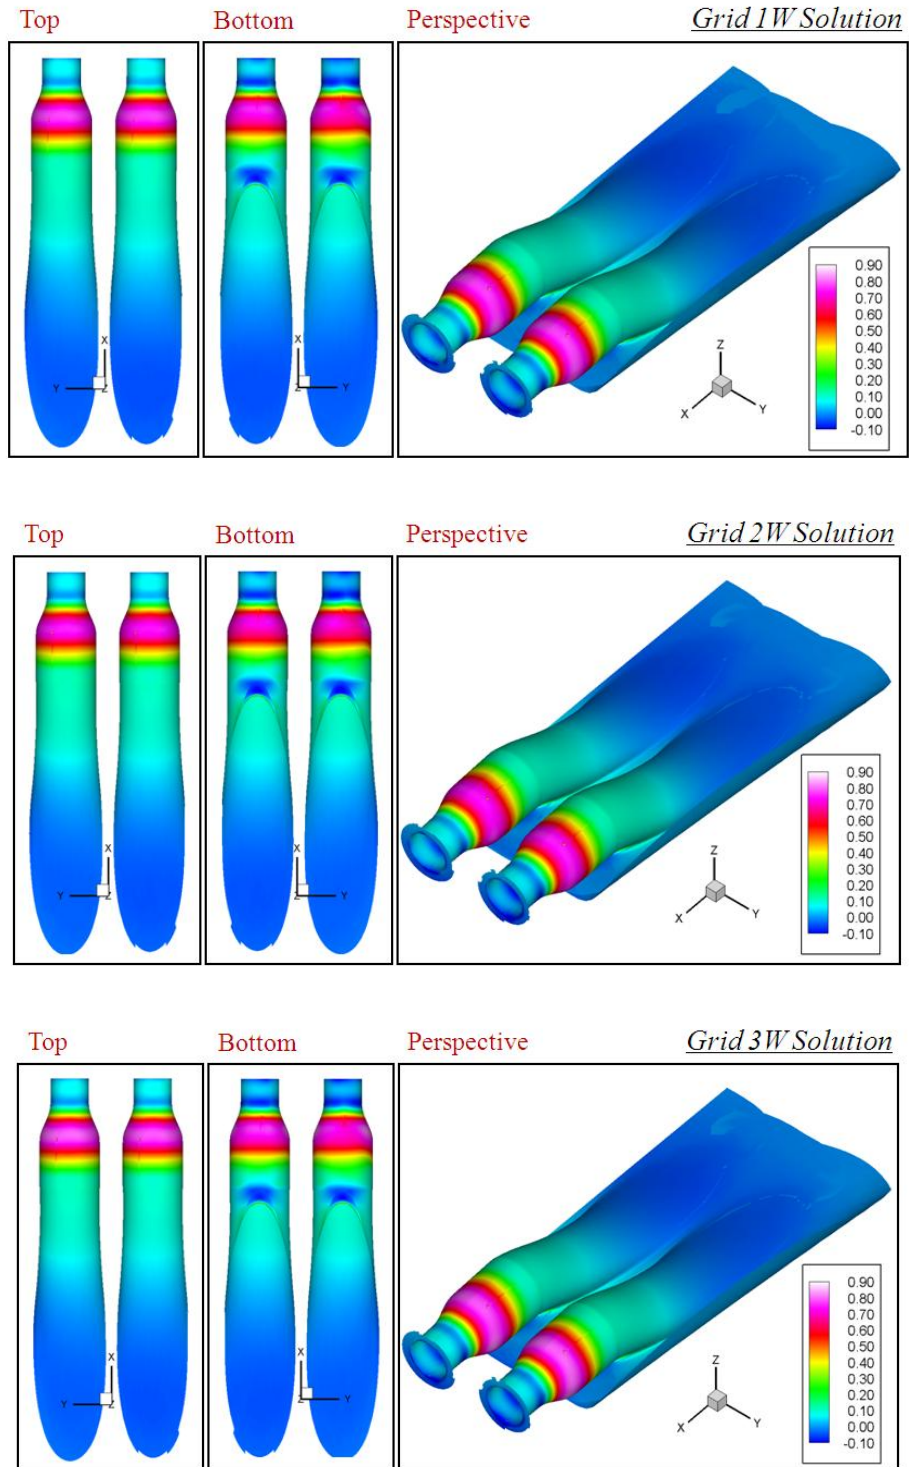 Top Bottom Perspective Grid 1W Solution
X
Y Z
X
Z Y
Z
X Y
0.90
0.80
0.70
0.60
0.50
0.40
0.30
0.20
0.10
0.00
-0.10
Top Bottom Perspective Grid 2W Solution
X
Y Z
X
Z Y
Z
X Y
0.90
0.80
0.70
0.60
0.50
0.40
0.30
0.20
0.10
0.00
-0.10
Top Bottom Perspective Grid 3W Solution
X
Y Z
X
Y
Z
X Y
0.90
0.80
0.70
0.60
0.50
0.40
0.30
0.20
0.10
0.00
-0.10